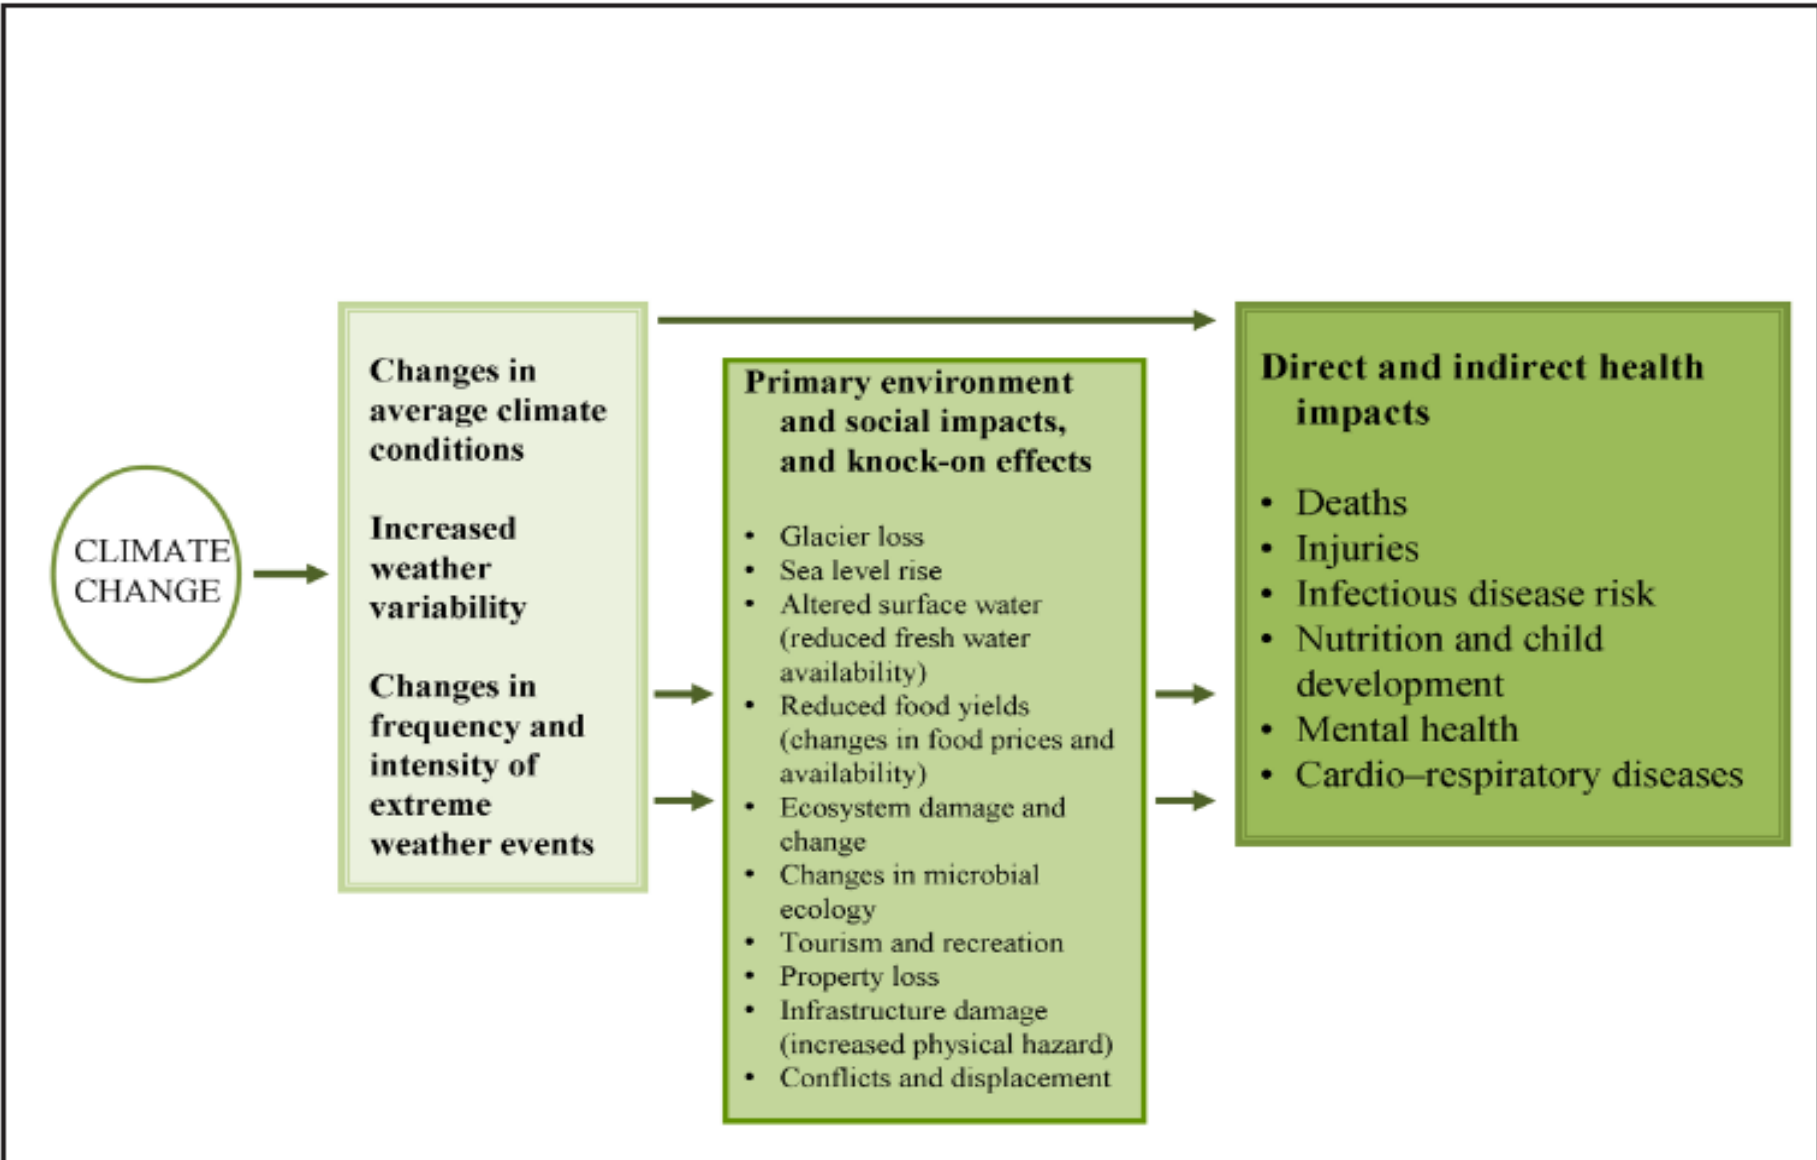 CLIMATE
CHANGE
Changes in
average climate
conditions
Increased
weather
variability
Changes in
frequency and
intensity of
extreme
weather events
Primary environment
and social impacts,
and knock-on effects
• Glacier loss
• Sea level rise
• Altered surface water
(reduced fresh water
availability)
• Reduced food yields
(changes in food prices and
availability)
• Ecosystem damage and
change
• Changes in microbial
ecology
• Tourism and recreation
• Property loss
• Infrastructure damage
(increased physical hazard)
• Conflicts and displacement
Direct and indirect health
impacts
• Deaths
• Injuries
• Infectious disease risk
• Nutrition and child
development
• Mental health
• Cardio–respiratory diseases